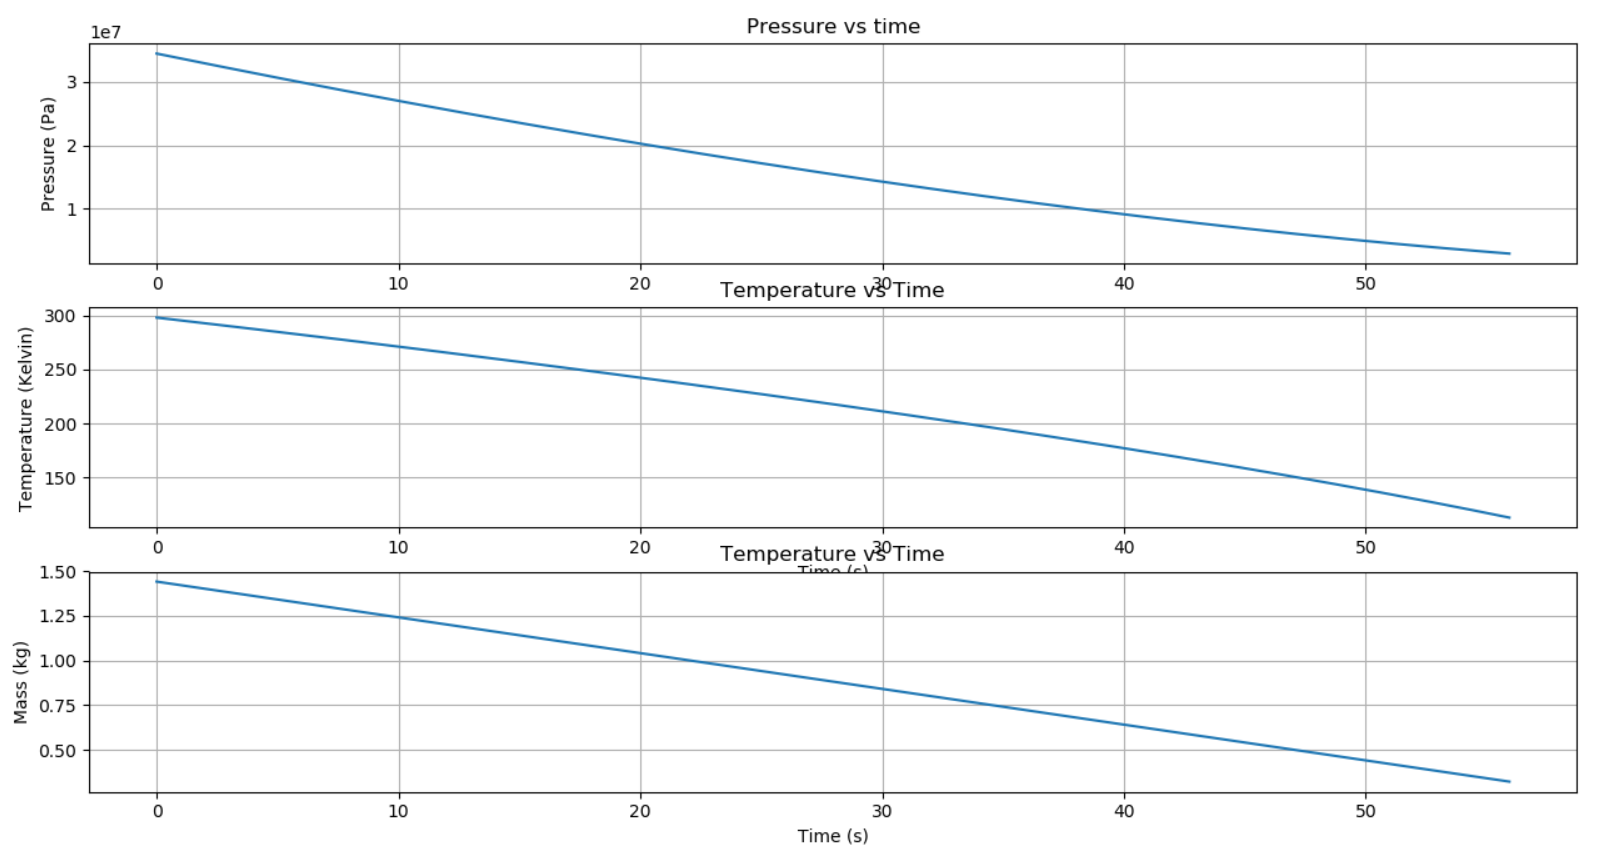 Pressure vs time
1e7
Pressure (Pa)
3
2
1
0 10 20 30 40 50
Temperature vs Time
Temperature (Kelvin)
300
250
200
150
0 10 20 30 40 50
Time (s)
Temperature vs Time
Mass (kg)
1.50
1.25
1.00
0.75
0.50
0 10 20 30 40 50
Time (s)